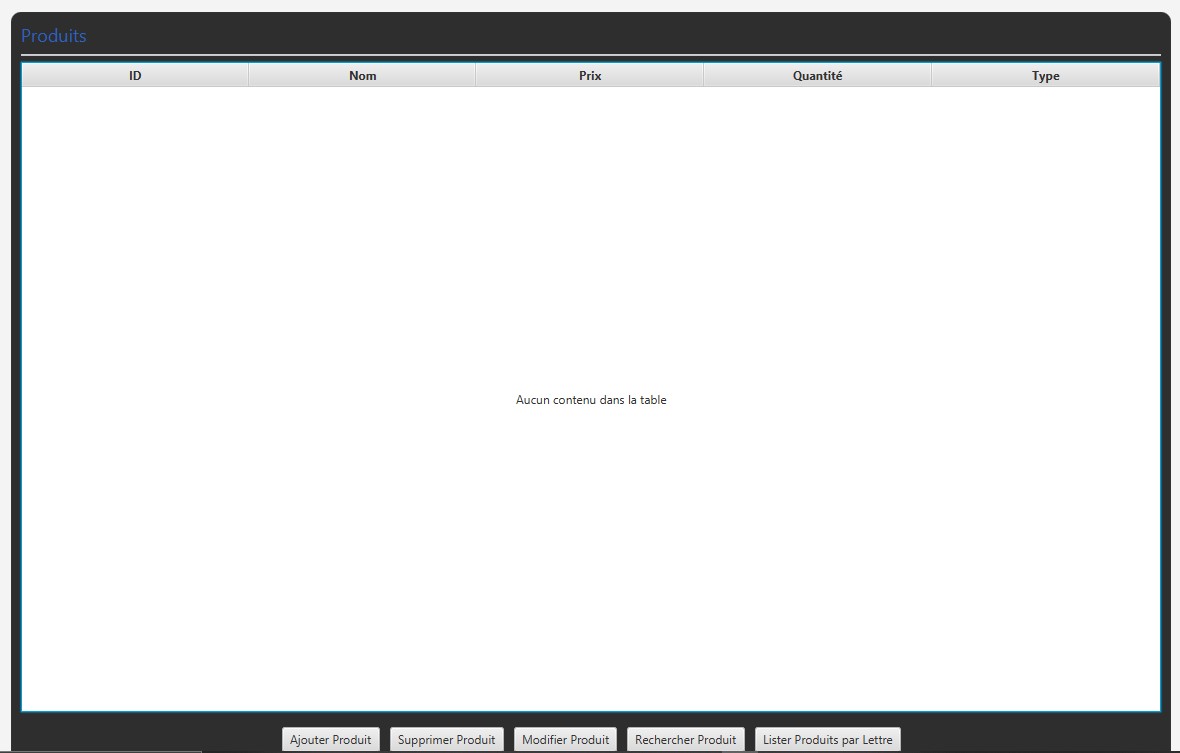 Produits
ID Nom Prix Quantité Type
Aucun contenu dans la table
Ajouter Produit Supprimer Produit Modifier Produit Rechercher Produit Lister Produits par Lettre